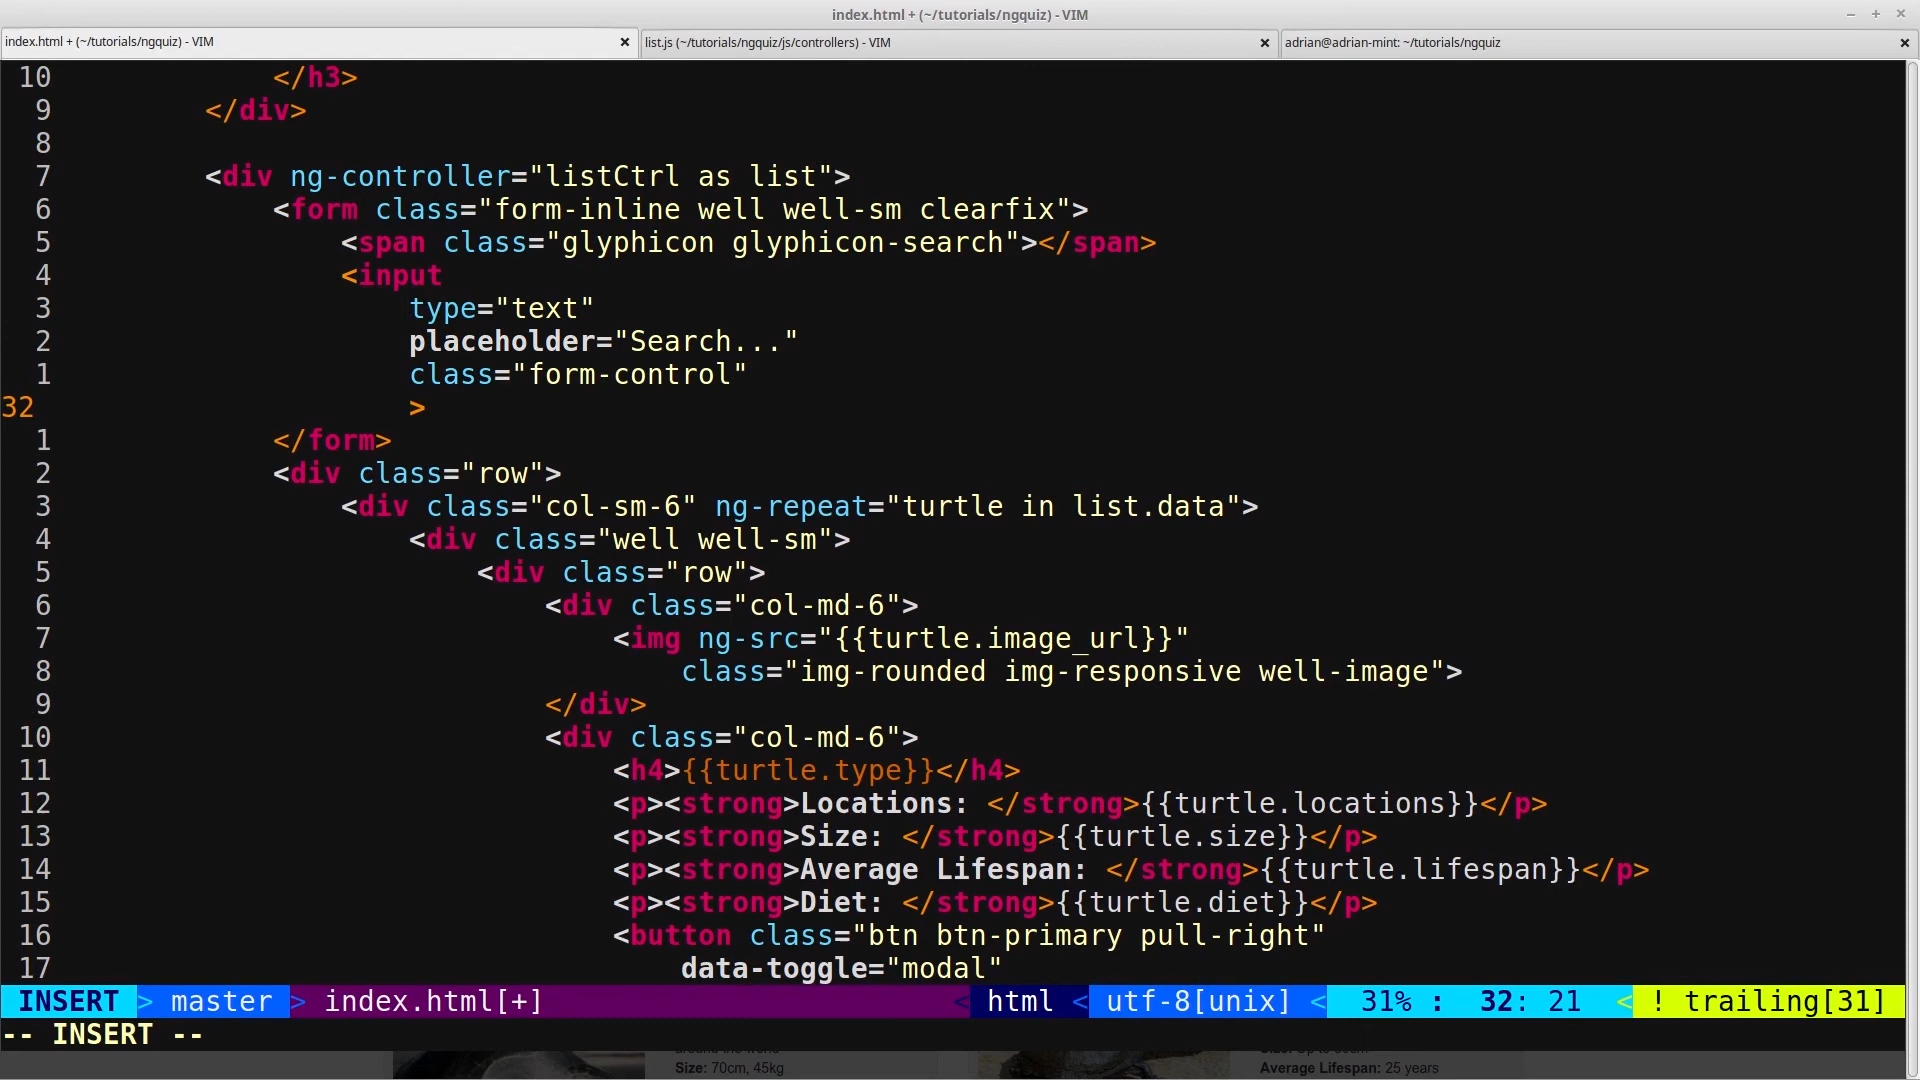 index.html + (~/tutorials/ngquiz) - VIM
index.html + (~/tutorials/ngquiz) - VIM
list.js (~/tutorials/ngquiz/js/controllers) - VIM
adrian@adrian-mint: ~/tutorials/ngquiz
10 </h3>
9 </div>
8
7 <div ng-controller="listCtrl as list">
6 <form class="form-inline well well-sm clearfix">
5 <span class="glyphicon glyphicon-search"></span>
4 <input
3 type="text"
2 placeholder="Search..."
1 class="form-control"
32 >
1 </form>
2 <div class="row">
3 <div class="col-sm-6" ng-repeat="turtle in list.data">
4 <div class="well well-sm">
5 <div class="row">
6 <div class="col-md-6">
7 <img ng-src="{{turtle.image_url}}"
8 class="img-rounded img-responsive well-image">
9 </div>
10 <div class="col-md-6">
11 <h4>{{turtle.type}}</h4>
12 <p><strong>Locations: </strong>{{turtle.locations}}</p>
13 <p><strong>Size: </strong>{{turtle.size}}</p>
14 <p><strong>Average Lifespan: </strong>{{turtle.lifespan}}</p>
15 <p><strong>Diet: </strong>{{turtle.diet}}</p>
16 <button class="btn btn-primary pull-right"
17 data-toggle="modal"
INSERT > master > index.html[+] < html < utf-8[unix] < 31% : 32: 21 < ! trailing[31]
-- INSERT --
Size: 70cm, 45kg
Average Lifespan: 25 years